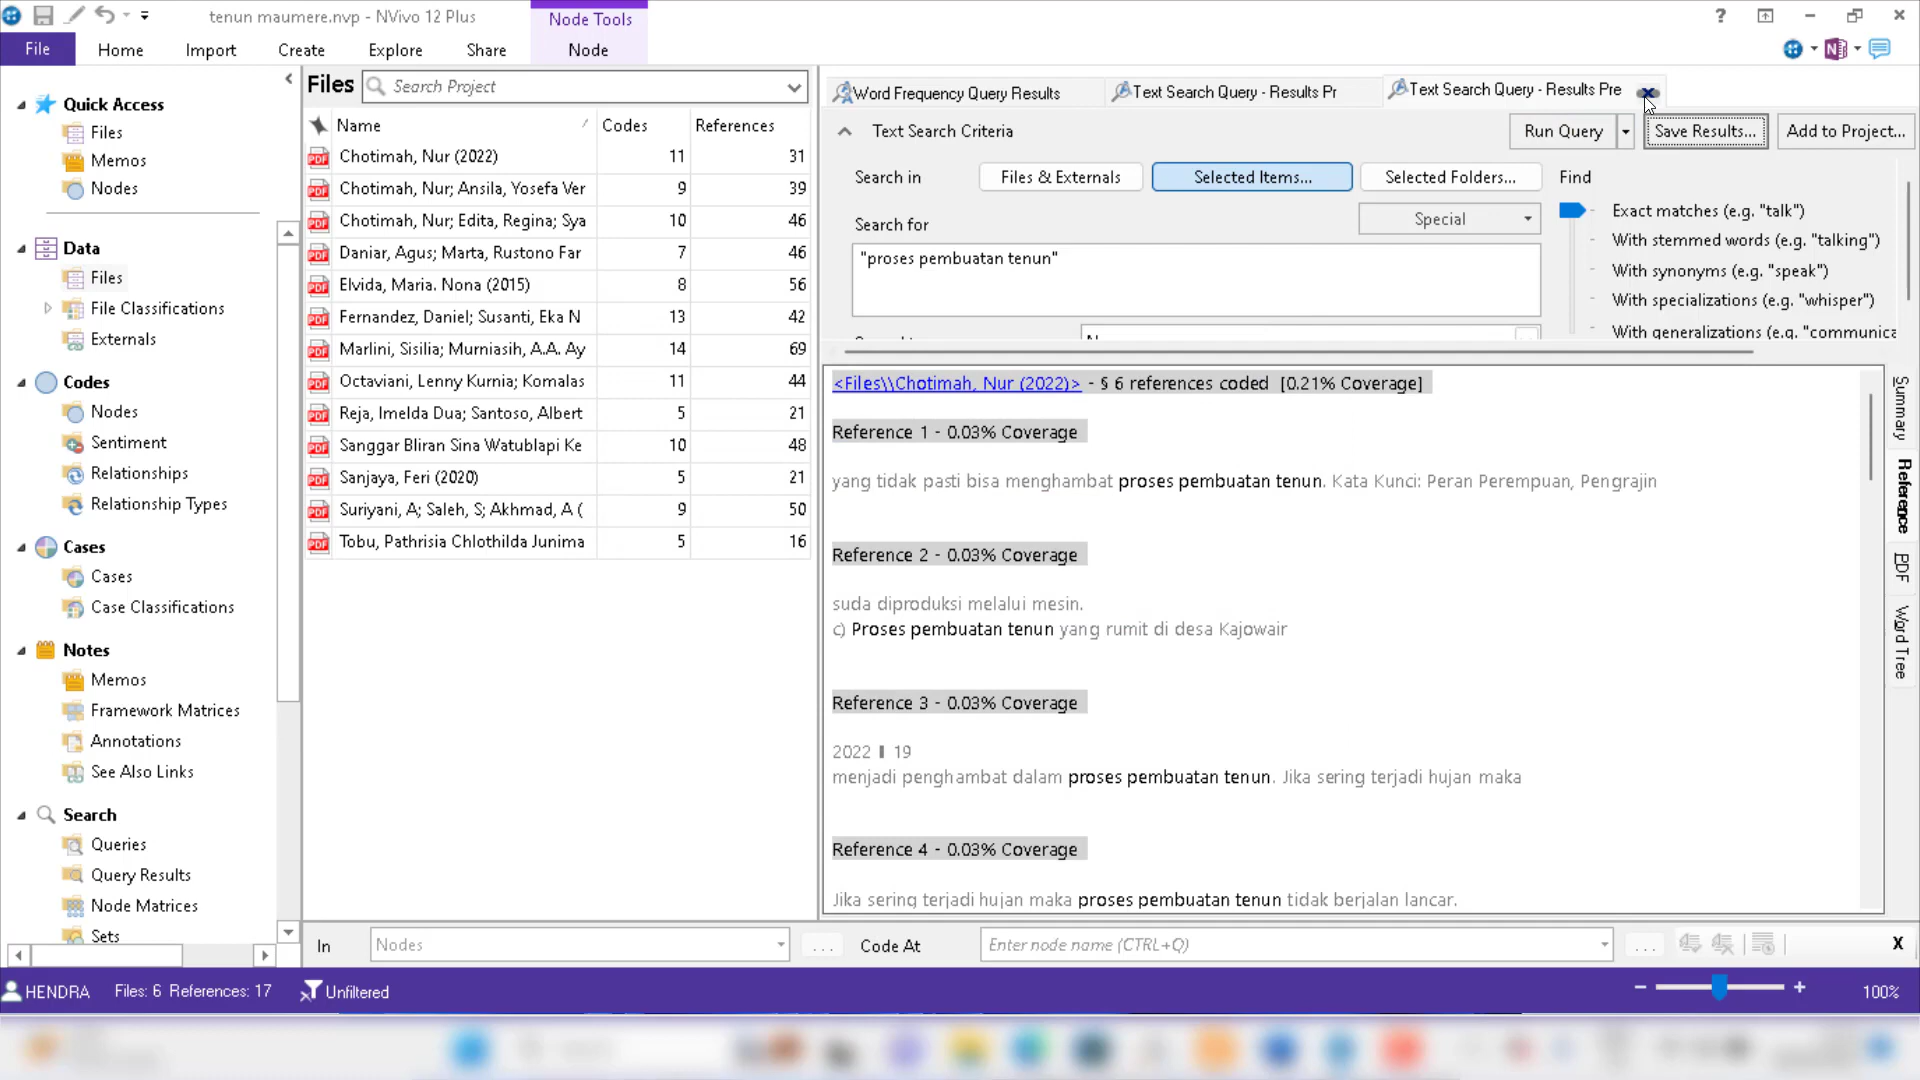 tenun maumere.nvp - NVivo 12 Plus
Node Tools
File
Home
Import
Create
Explore
Share
Node
Quick Access
Files
Memos
Nodes
Data
Files
File Classifications
Externals
Codes
Nodes
Sentiment
Relationships
Relationship Types
Cases
Cases
Case Classifications
Notes
Memos
Framework Matrices
Annotations
See Also Links
Search
Queries
Query Results
Node Matrices
Sets
Files
Search Project
Name Codes References
Chotimah, Nur (2022) 11 31
Chotimah, Nur; Ansila, Yosefa Ver 9 39
Chotimah, Nur; Edita, Regina; Sya 10 46
Daniar, Agus; Marta, Rustono Far 7 46
Elvida, Maria. Nona (2015) 8 56
Fernandez, Daniel; Susanti, Eka N 13 42
Marlini, Sisilia; Murniasih, A.A. Ay 14 69
Octaviani, Lenny Kurnia; Komalas 11 44
Reja, Imelda Dua; Santoso, Albert 5 21
Sanggar Bliran Sina Watublapi Ke 10 48
Sanjaya, Feri (2020) 5 21
Suriyani, A; Saleh, S; Akhmad, A ( 9 50
Tobu, Pathrisia Chlothilda Junima 5 16
Word Frequency Query Results
Text Search Query - Results Pr
Text Search Query - Results Pre
Text Search Criteria
Run Query
Save Results...
Add to Project...
Search in
Files & Externals
Selected Items...
Selected Folders...
Find
Search for
Special
"proses pembuatan tenun"
Exact matches (e.g. "talk")
With stemmed words (e.g. "talking")
With synonyms (e.g. "speak")
With specializations (e.g. "whisper")
With generalizations (e.g. "communica
<Files\\Chotimah, Nur (2022)> - § 6 references coded [0.21% Coverage]
Reference 1 - 0.03% Coverage
yang tidak pasti bisa menghambat proses pembuatan tenun. Kata Kunci: Peran Perempuan, Pengrajin
Reference 2 - 0.03% Coverage
suda diproduksi melalui mesin.
c) Proses pembuatan tenun yang rumit di desa Kajowair
Reference 3 - 0.03% Coverage
2022 ▌19
menjadi penghambat dalam proses pembuatan tenun. Jika sering terjadi hujan maka
Reference 4 - 0.03% Coverage
Jika sering terjadi hujan maka proses pembuatan tenun tidak berjalan lancar.
Summary
Reference
PDF
Word Tree
In
Nodes
...
Code At
Enter node name (CTRL+Q)
...
X
HENDRA
Files: 6 References: 17
Unfiltered
100%